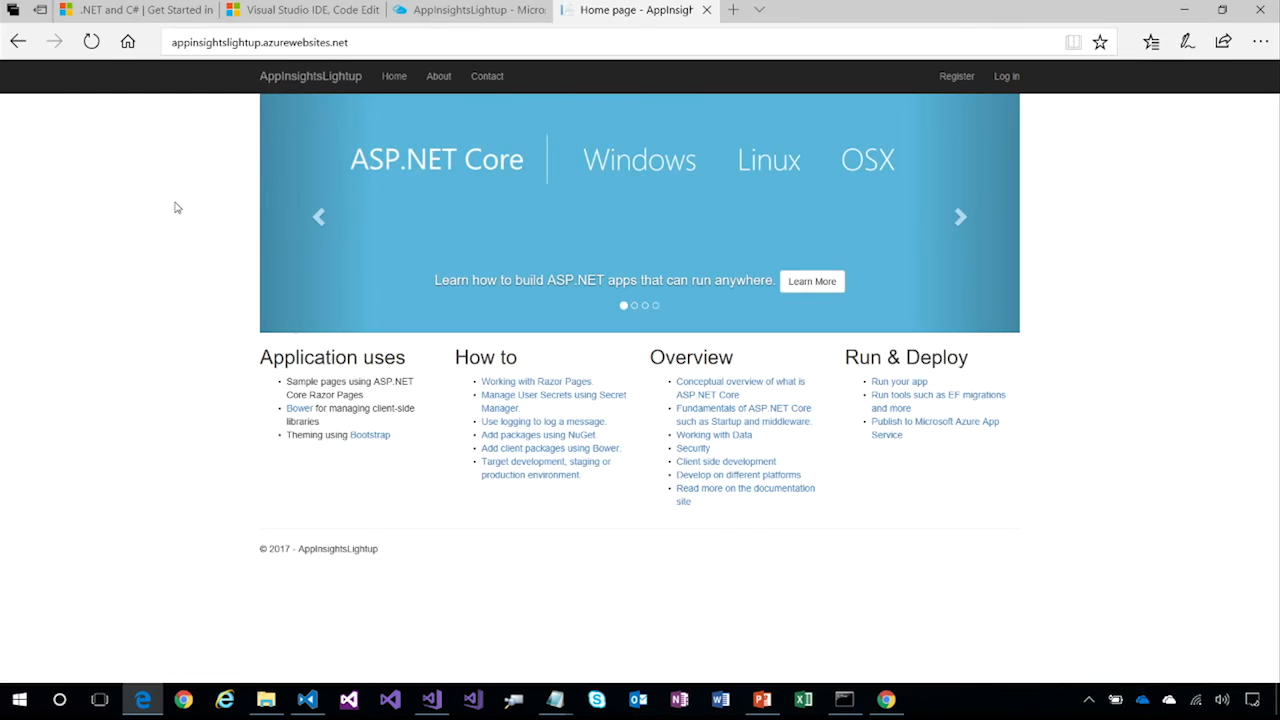 .NET and C# | Get Started in
Visual Studio IDE, Code Edit
AppInsightsLightup - Micros
Home page - AppInsigh
appinsightslightup.azurewebsites.net
AppInsightsLightup Home About Contact Register Log in
ASP.NET Core Windows Linux OSX
Learn how to build ASP.NET apps that can run anywhere. Learn More
Application uses
Sample pages using ASP.NET
Core Razor Pages
Bower for managing client-side
libraries
Theming using Bootstrap
How to
Working with Razor Pages.
Manage User Secrets using Secret
Manager.
Use logging to log a message.
Add packages using NuGet.
Add client packages using Bower.
Target development, staging or
production environment.
Overview
Conceptual overview of what is
ASP.NET Core
Fundamentals of ASP.NET Core
such as Startup and middleware.
Working with Data
Security
Client side development
Develop on different platforms
Read more on the documentation
site
Run & Deploy
Run your app
Run tools such as EF migrations
and more
Publish to Microsoft Azure App
Service
© 2017 - AppInsightsLightup